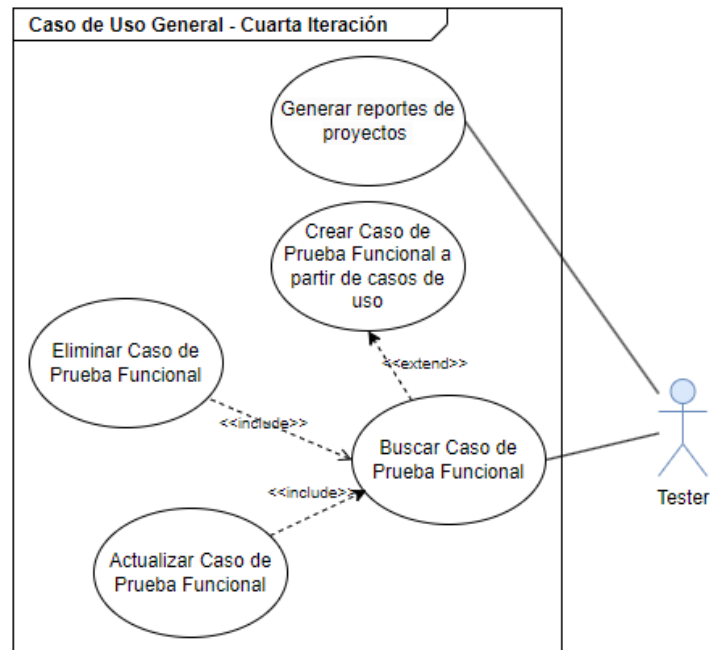 Caso de Uso General - Cuarta Iteración
Generar reportes de
proyectos
Crear Caso de
Prueba Funcional a
partir de casos de
uso
Eliminar Caso de
Prueba Funcional
<<extend>>
<<include>>
Buscar Caso de
Prueba Funcional
<<include>>
Tester
Actualizar Caso de
Prueba Funcional